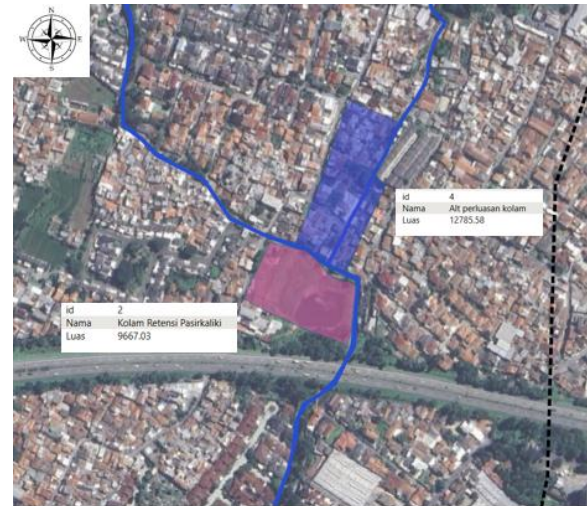 N
W E
S
id 4
Nama Alt perluasan kolam
Luas 12785.58
id 2
Nama Kolam Retensi Pasirkaliki
Luas 9667.03